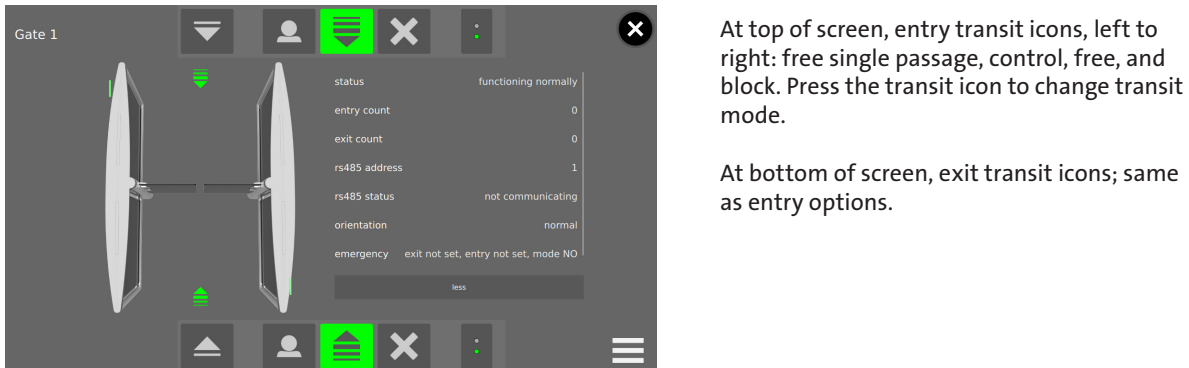 Gate 1
status functioning normally
entry count 0
exit count 0
rs485 address 1
rs485 status not communicating
orientation normal
emergency exit not set, entry not set, mode NO
less
At top of screen, entry transit icons, left to
right: free single passage, control, free, and
block. Press the transit icon to change transit
mode.
At bottom of screen, exit transit icons; same
as entry options.